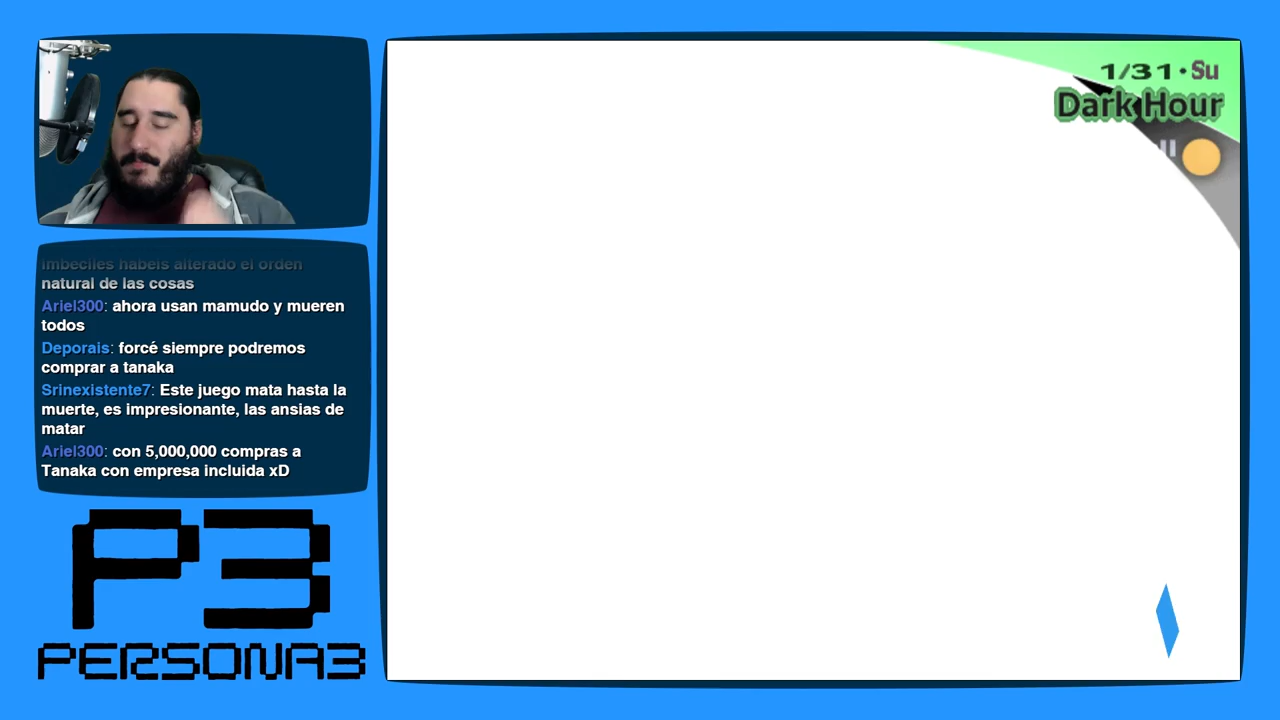 1/31·Su
Dark Hour
imbeciles habeis alterado el orden
natural de las cosas
Ariel300: ahora usan mamudo y mueren
todos
Deporais: forcé siempre podremos
comprar a tanaka
Srinexistente7: Este juego mata hasta la
muerte, es impresionante, las ansias de
matar
Ariel300: con 5,000,000 compras a
Tanaka con empresa incluida xD
P3
PERSONA3